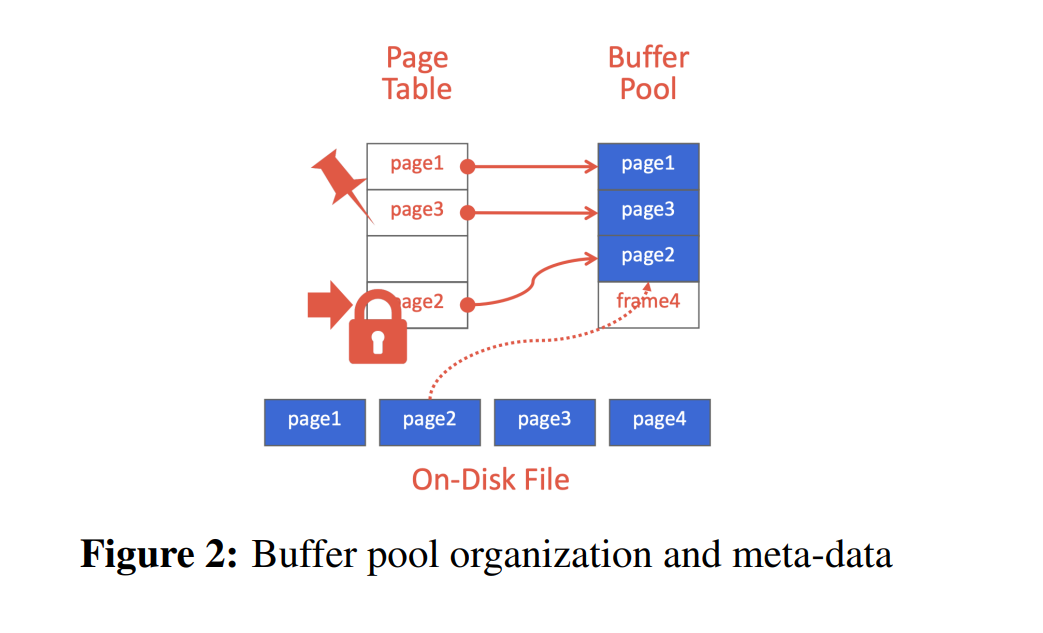 Page
Table
Buffer
Pool
page1
page3
age2
page1
page3
page2
frame4
page1 page2 page3 page4
On-Disk File
Figure 2: Buffer pool organization and meta-data